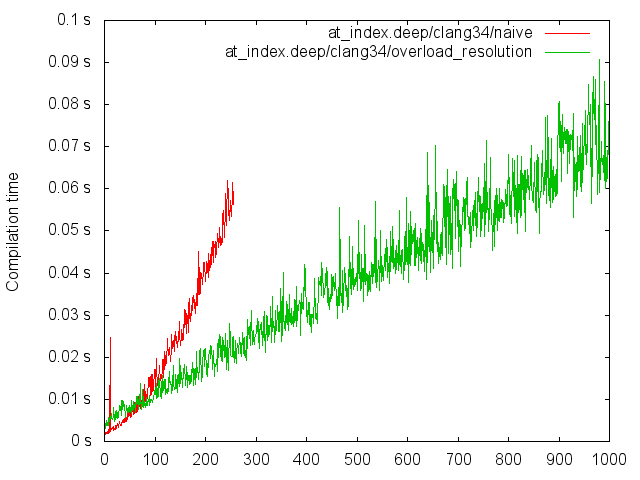 0.1 s
at_index.deep/clang34/naive
at_index.deep/clang34/overload_resolution
0.09 s
0.08 s
0.07 s
0.06 s
0.05 s
0.04 s
0.03 s
0.02 s
0.01 s
0 s
Compilation time
0 100 200 300 400 500 600 700 800 900 1000